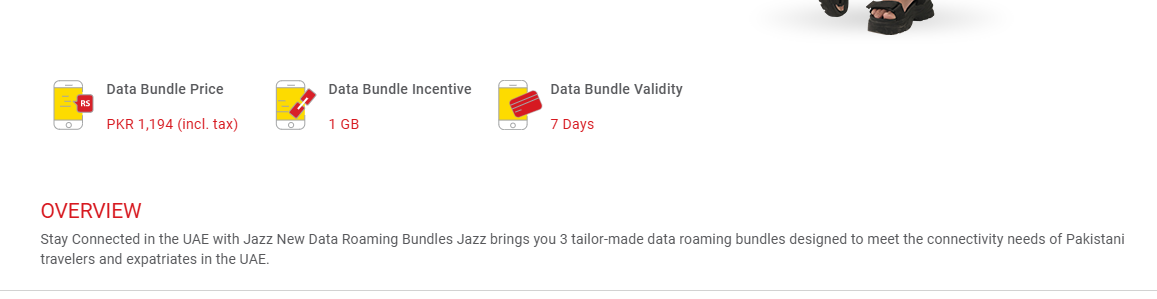 Data Bundle Price
RS
PKR 1,194 (incl. tax)
Data Bundle Incentive
1 GB
Data Bundle Validity
7 Days
OVERVIEW
Stay Connected in the UAE with Jazz New Data Roaming Bundles Jazz brings you 3 tailor-made data roaming bundles designed to meet the connectivity needs of Pakistani
travelers and expatriates in the UAE.